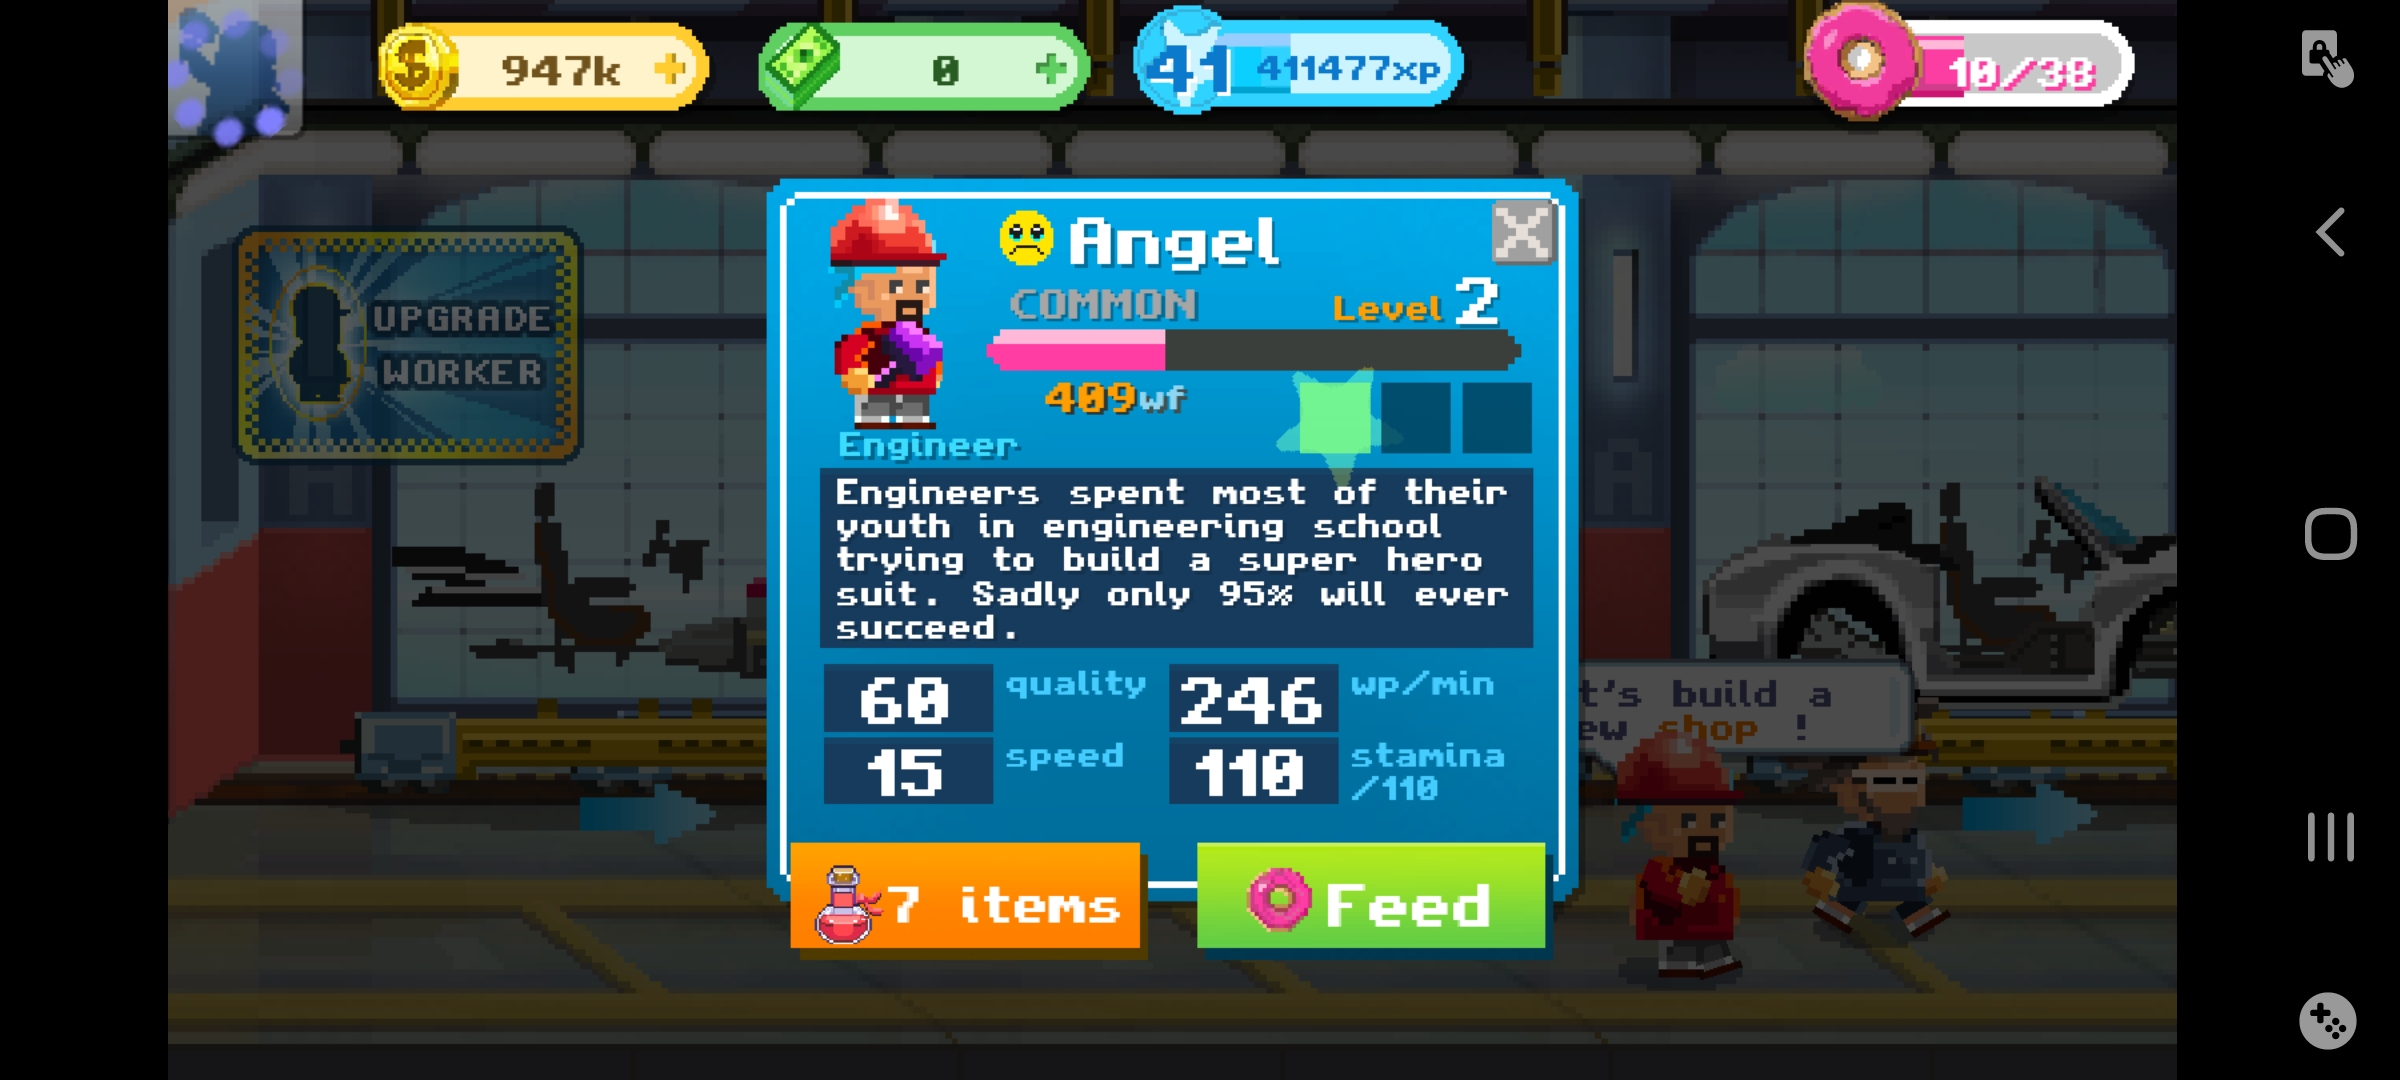 947k
0
41 411477xp
10/38
UPGRADE
WORKER
Angel
COMMON
Level 2
409wf
Engineer
Engineers spent most of their
youth in engineering school
trying to build a super hero
suit. Sadly only 95% will ever
succeed.
60 quality
246 wp/min
15 speed
110 stamina
/110
t's build a
ew shop !
7 items
Feed